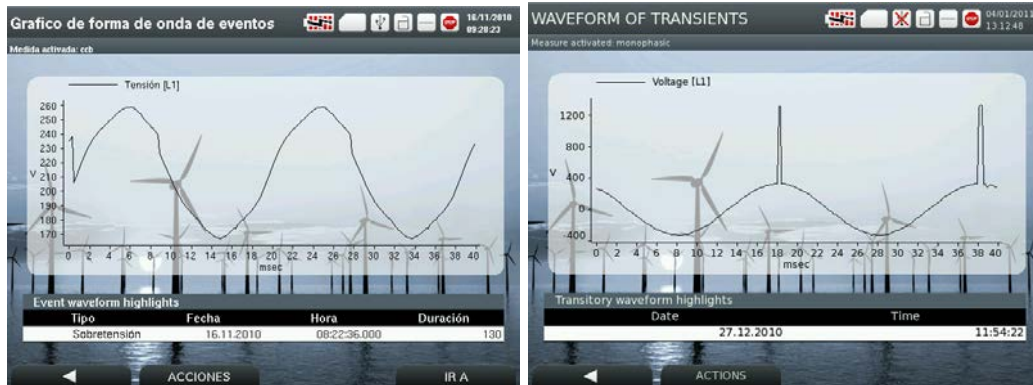 Grafico de forma de onda de eventos
16/11/2010
09:28:23
Medida activada: ccb
Tensión [L1]
260
250
240
230
220
V 210
200
190
180
170
0 2 4 6 8 10 12 14 16 18 20 22 24 26 28 30 32 34 36 38 40
msec
Event waveform highlights
Tipo Fecha Hora Duración
Sobretensión 16.11.2010 08:22:36.000 130
ACCIONES IR A
WAVEFORM OF TRANSIENTS
04/01/2011
13:12:48
Measure activated: monophasic
Voltage [L1]
1200
800
V 400
0
-400
0 2 4 6 8 10 12 14 16 18 20 22 24 26 28 30 32 34 36 38 40
msec
Transitory waveform highlights
Date Time
27.12.2010 11:54:22
ACTIONS